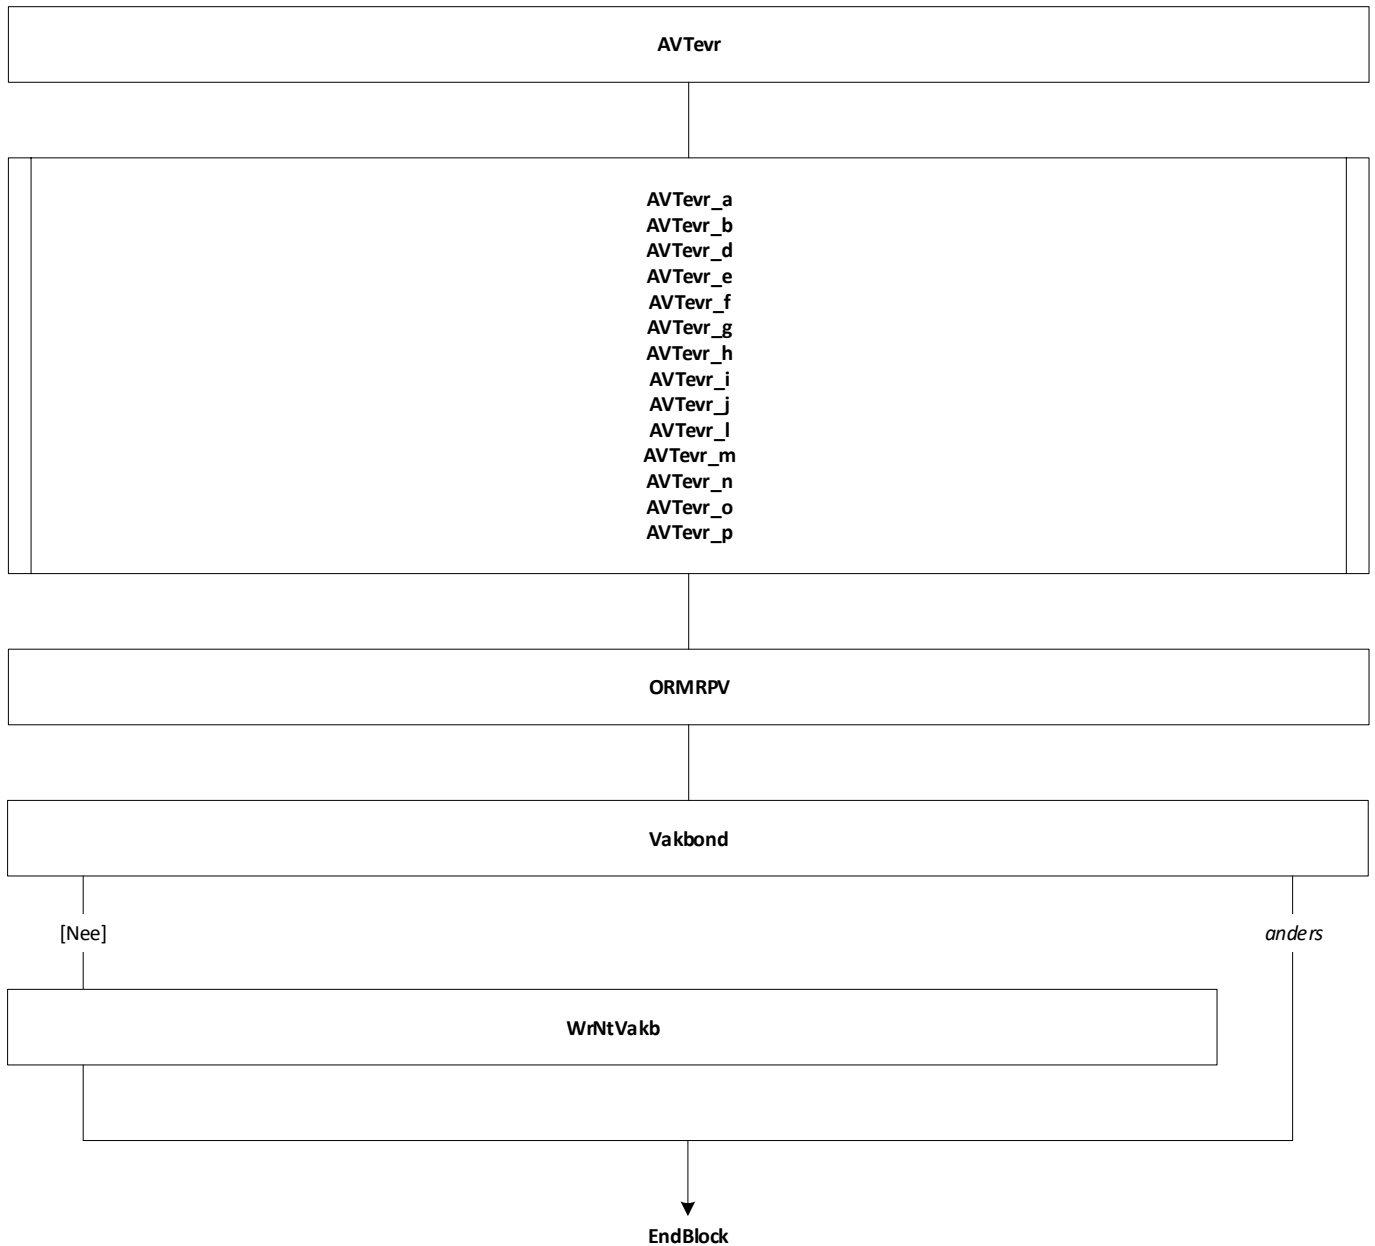 AVTevr
AVTevr_a
AVTevr_b
AVTevr_d
AVTevr_e
AVTevr_f
AVTevr_g
AVTevr_h
AVTevr_i
AVTevr_j
AVTevr_l
AVTevr_m
AVTevr_n
AVTevr_o
AVTevr_p
ORMRPV
Vakbond
[Nee] anders
WrNtVakb
EndBlock